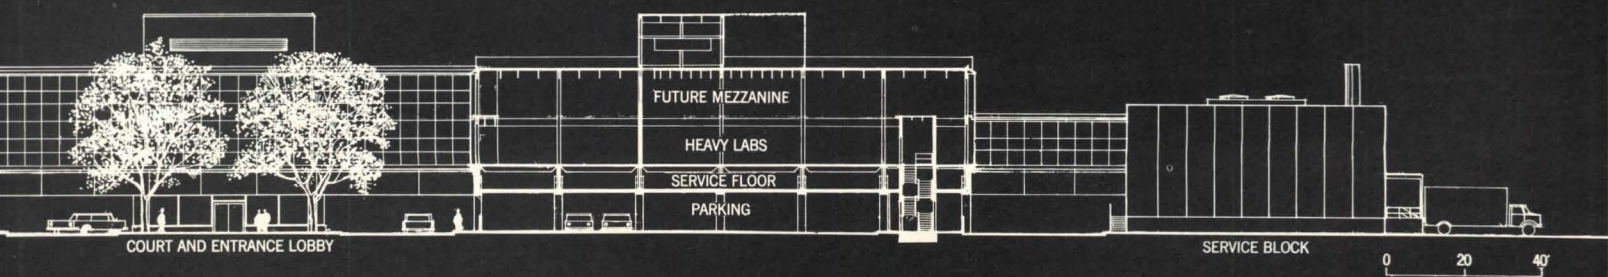 FUTURE MEZZANINE
HEAVY LABS
SERVICE FLOOR
PARKING
COURT AND ENTRANCE LOBBY
SERVICE BLOCK
0 20 40'